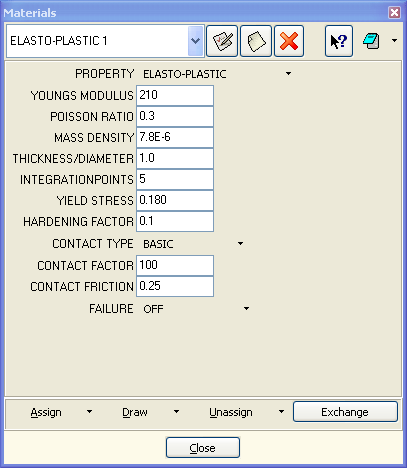 Materials
ELASTO-PLASTIC 1
PROPERTY ELASTO-PLASTIC
YOUNGS MODULUS 210
POISSON RATIO 0.3
MASS DENSITY 7.8E-6
THICKNESS/DIAMETER 1.0
INTEGRATIONPOINTS 5
YIELD STRESS 0.180
HARDENING FACTOR 0.1
CONTACT TYPE BASIC
CONTACT FACTOR 100
CONTACT FRICTION 0.25
FAILURE OFF
Assign Draw Unassign Exchange
Close